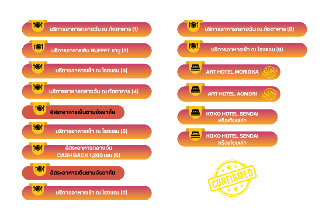 บริการอาหารกลางวัน ณ ภัตตาคาร (1)
บริการอาหารเย็น BUFFET ขาปู (2)
บริการอาหารเช้า ณ โรงแรม (3)
บริการอาหารกลางวัน ณ ภัตตาคาร (4)
อิสระอาหารเย็นตามอัธยาศัย
บริการอาหารเช้า ณ โรงแรม (5)
อิสระอาหารกลางวัน
CASH BACK 1,200 เยน (6)
อิสระอาหารเย็นตามอัธยาศัย
บริการอาหารเช้า ณ โรงแรม (7)
บริการอาหารกลางวัน ณ ภัตตาคาร (8)
บริการอาหารเช้า ณ โรงแรม (9)
ART HOTEL MORIOKA
ART HOTEL AOMORI
KOKO HOTEL SENDAI
หรือเทียบเท่า
KOKO HOTEL SENDAI
หรือเทียบเท่า
CONFIRMED